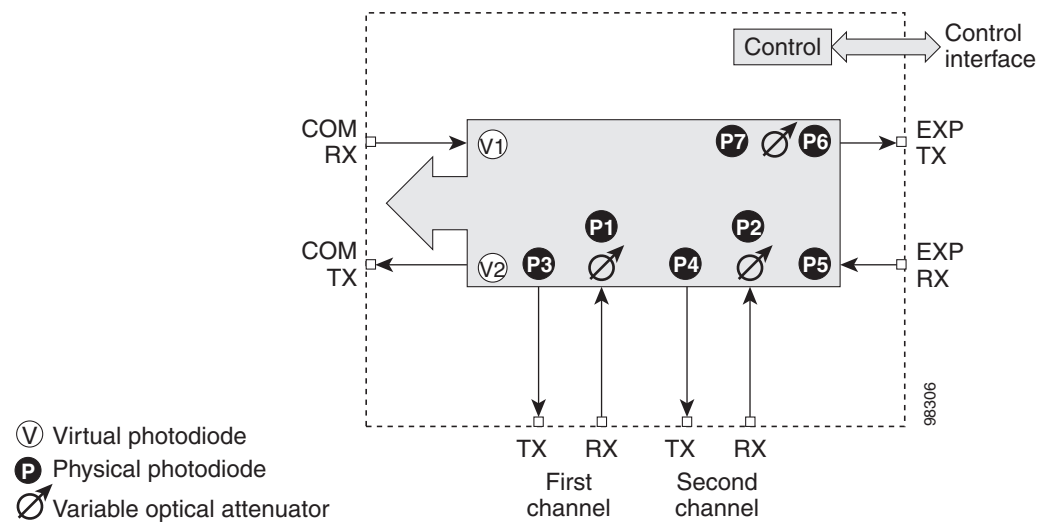 Control
Control
interface
COM
RX
V1
P7
P6
EXP
TX
P1
P2
COM
TX
V2
P3
P4
P5
EXP
RX
98306
TX
RX
TX
RX
First
channel
Second
channel
V Virtual photodiode
P Physical photodiode
Variable optical attenuator